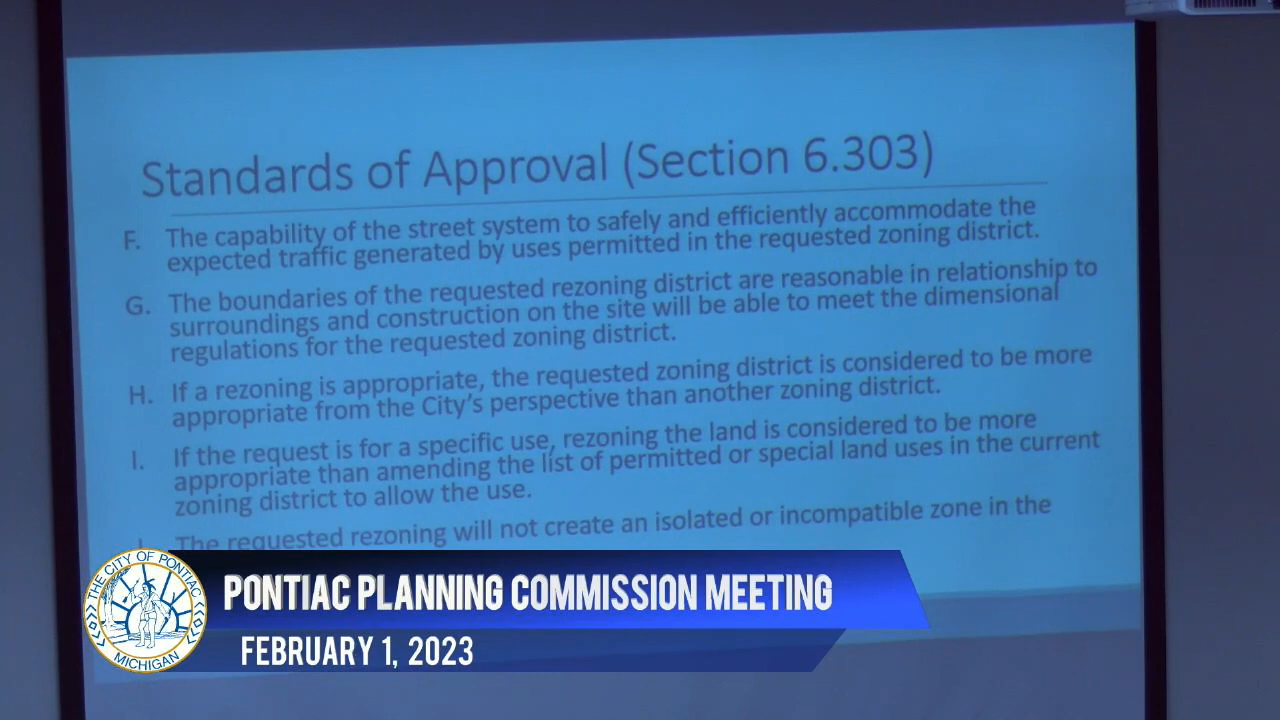 Standards of Approval (Section 6.303)
F. The capability of the street system to safely and efficiently accommodate the
expected traffic generated by uses permitted in the requested zoning district.
G. The boundaries of the requested rezoning district are reasonable in relationship to
surroundings and construction on the site will be able to meet the dimensional
regulations for the requested zoning district.
H. If a rezoning is appropriate, the requested zoning district is considered to be more
appropriate from the City's perspective than another zoning district.
I. If the request is for a specific use, rezoning the land is considered to be more
appropriate than amending the list of permitted or special land uses in the current
zoning district to allow the use.
The requested rezoning will not create an isolated or incompatible zone in the
THE CITY OF PONTIAC
MICHIGAN
PONTIAC PLANNING COMMISSION MEETING
FEBRUARY 1, 2023